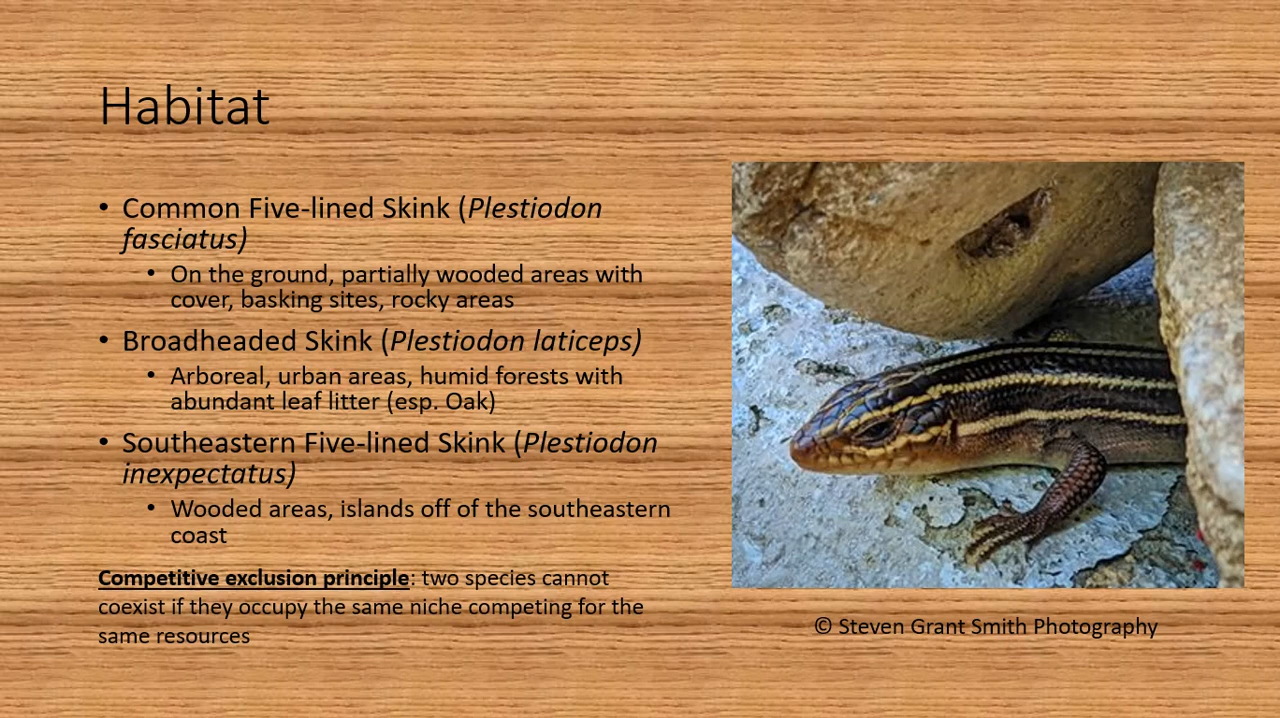 Habitat
• Common Five-lined Skink (Plestiodon
fasciatus)
• On the ground, partially wooded areas with
cover, basking sites, rocky areas
• Broadheaded Skink (Plestiodon laticeps)
• Arboreal, urban areas, humid forests with
abundant leaf litter (esp. Oak)
• Southeastern Five-lined Skink (Plestiodon
inexpectatus)
• Wooded areas, islands off of the southeastern
coast
Competitive exclusion principle: two species cannot
coexist if they occupy the same niche competing for the
same resources
© Steven Grant Smith Photography